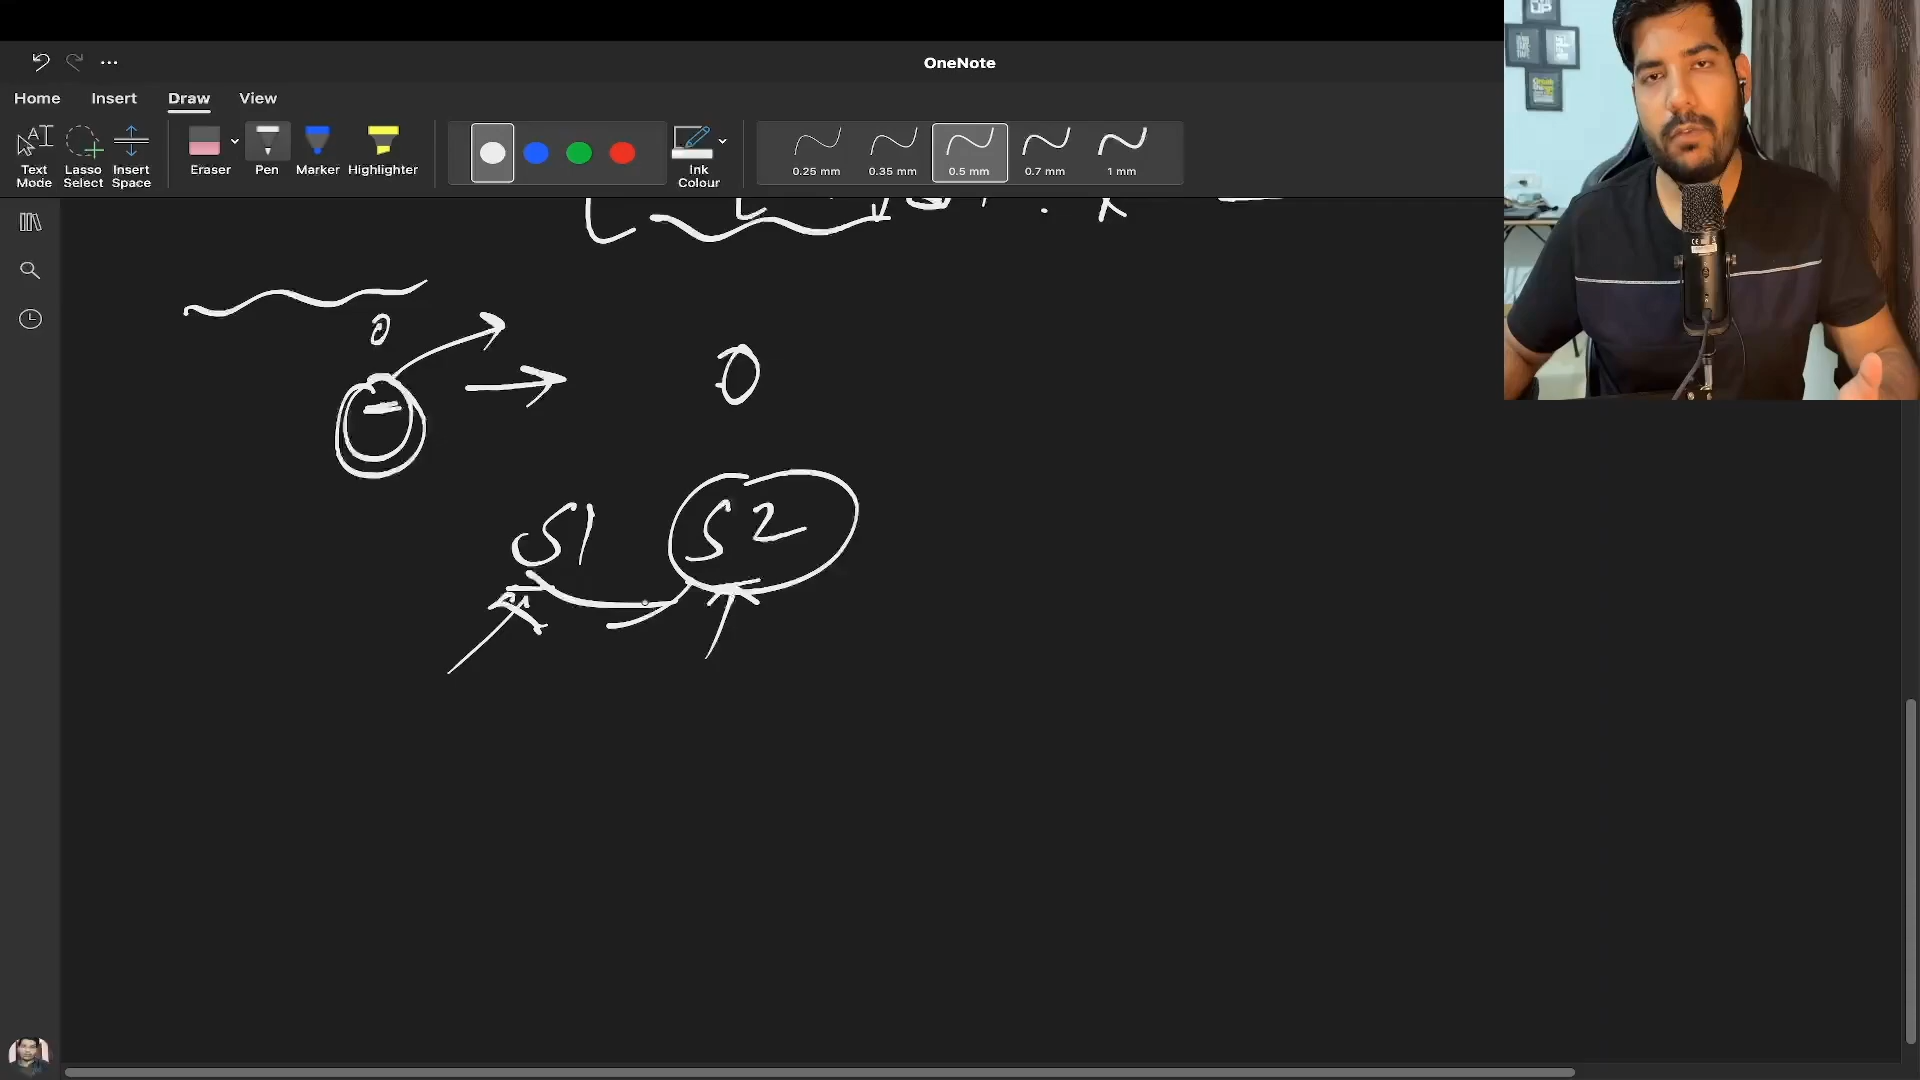 OneNote
Home Insert Draw View
Text Mode
Lasso Select
Insert Space
Eraser
Pen
Marker
Highlighter
Ink Colour
0.25 mm
0.35 mm
0.5 mm
0.7 mm
1 mm
0
0
S1 S2